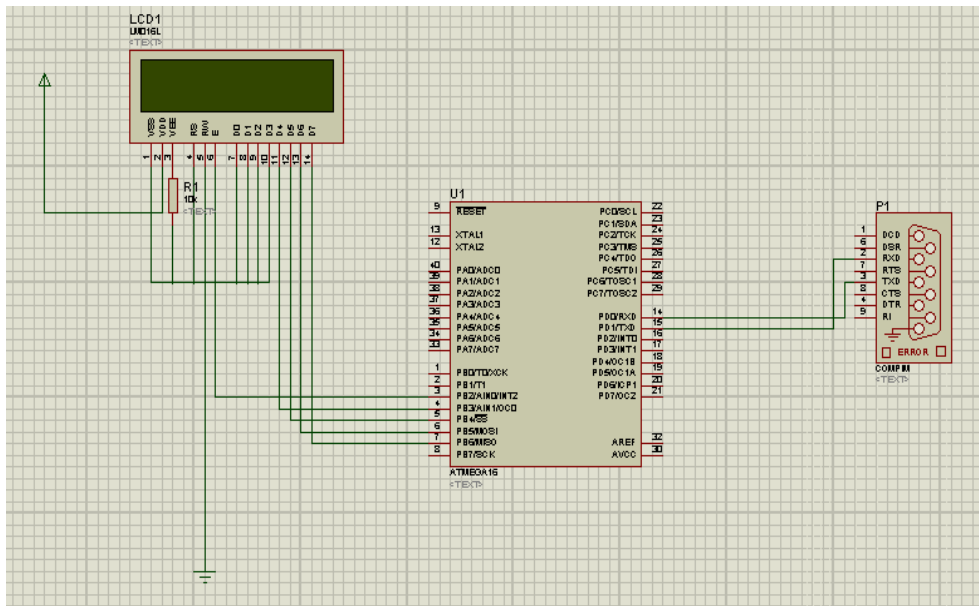 LCD1
LM016L
<TEXT>
VSS VDD VEE RS RW E D0 D1 D2 D3 D4 D5 D6 D7
1 2 3 4 5 6 7 8 9 10 11 12 13 14
R1
10k
<TEXT>
U1
9 RESET PC0/SCL 22
PC1/SDA 23
13 XTAL1 PC2/TCK 24
12 XTAL2 PC3/TMS 25
PC4/TDO 26
40 PA0/ADC0 PC5/TDI 27
39 PA1/ADC1 PC6/TOSC1 28
38 PA2/ADC2 PC7/TOSC2 29
37 PA3/ADC3
36 PA4/ADC4 PD0/RXD 14
35 PA5/ADC5 PD1/TXD 15
34 PA6/ADC6 PD2/INT0 16
33 PA7/ADC7 PD3/INT1 17
PD4/OC1B 18
1 PB0/T0/XCK PD5/OC1A 19
2 PB1/T1 PD6/ICP1 20
3 PB2/AIN0/INT2 PD7/OC2 21
4 PB3/AIN1/OC0
5 PB4/SS
6 PB5/MOSI
7 PB6/MISO AREF 32
8 PB7/SCK AVCC 30
ATMEGA16
<TEXT>
P1
1 DCD
6 DSR
2 RXD
7 RTS
3 TXD
8 CTS
4 DTR
9 RI
ERROR
COMPIM
<TEXT>